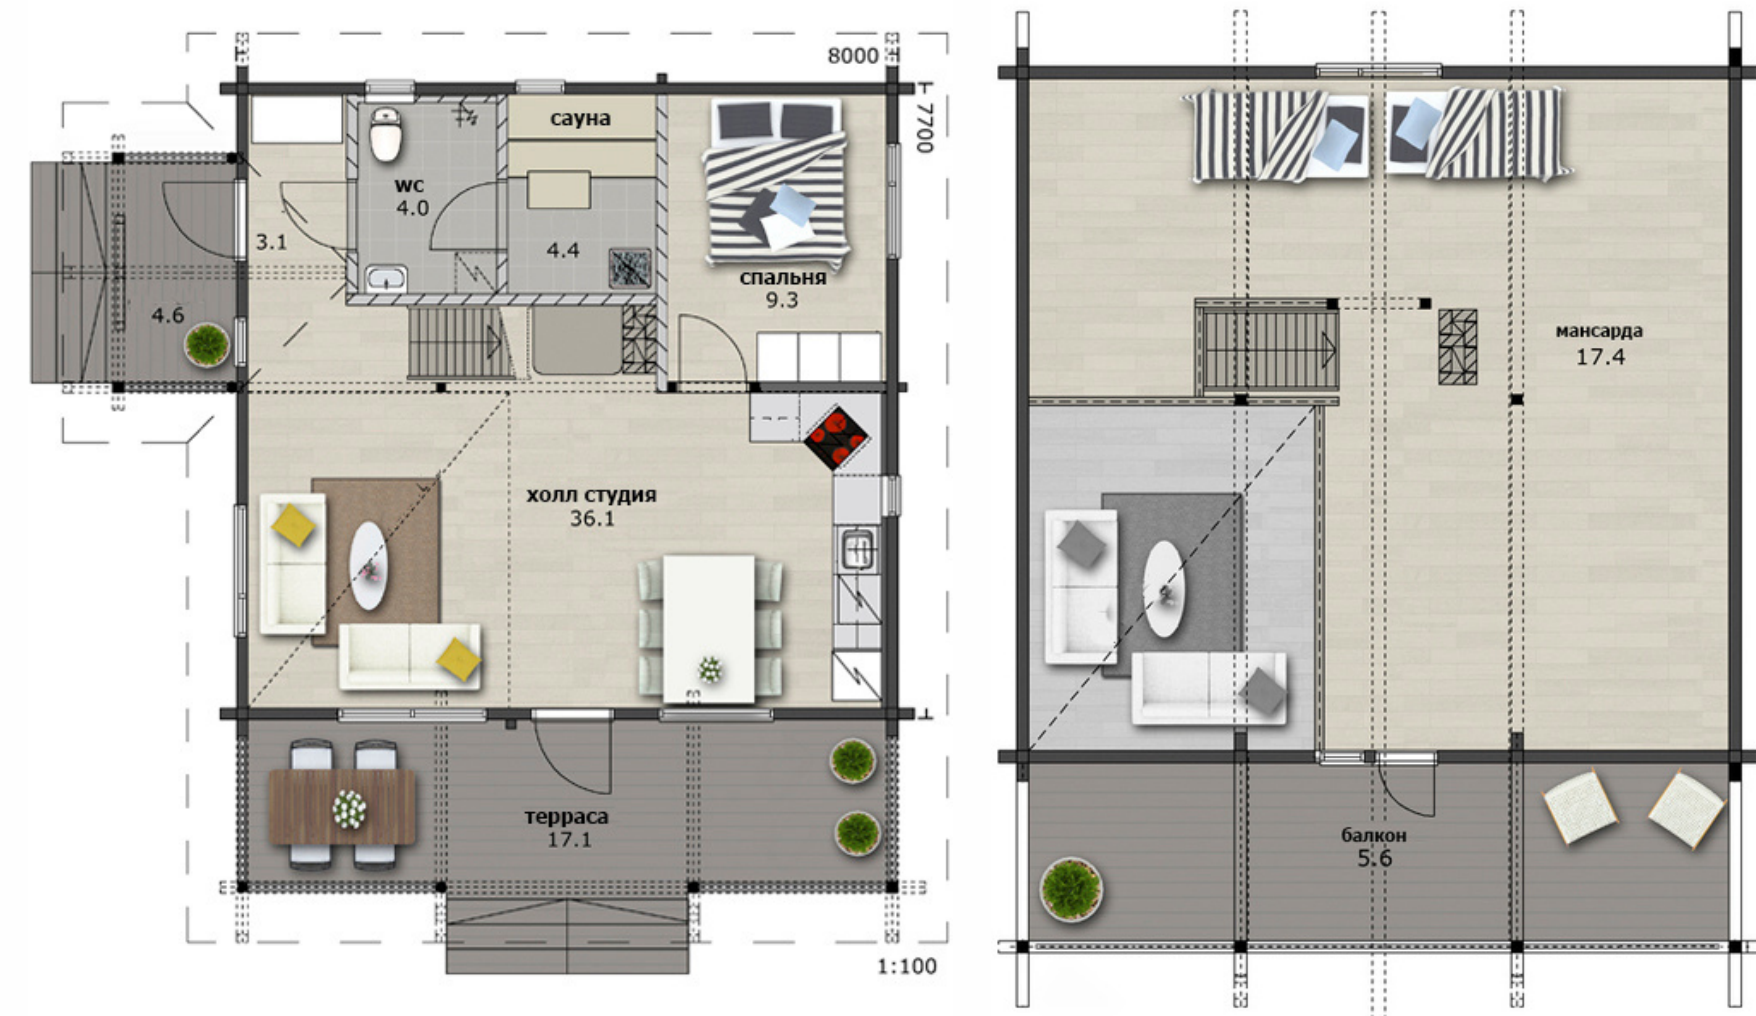 8000
7700
сауна
wc
4.0
3.1
4.4
спальня
9.3
4.6
холл студия
36.1
терраса
17.1
1:100
мансарда
17.4
балкон
5.6